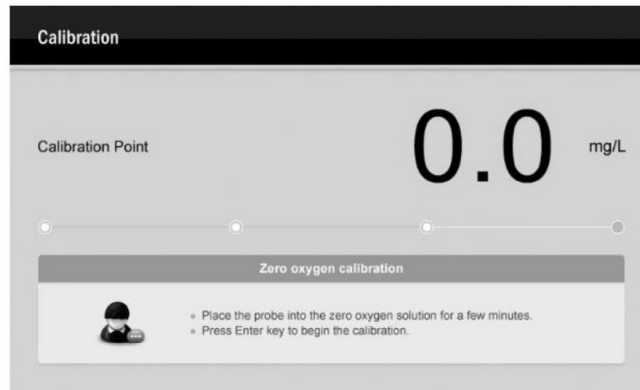 Calibration
Calibration Point
0.0 mg/L
Zero oxygen calibration
Place the probe into the zero oxygen solution for a few minutes.
Press Enter key to begin the calibration.